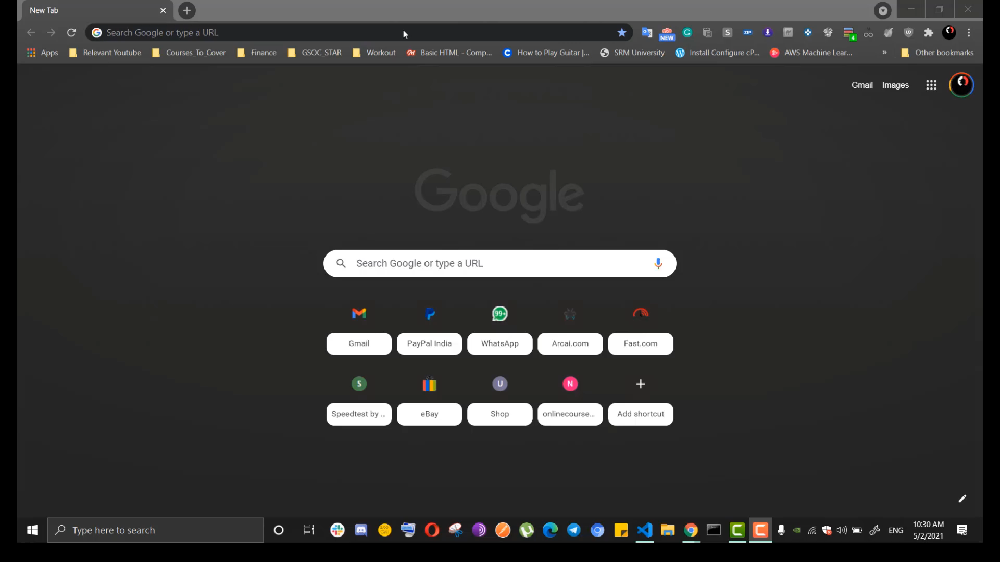 New Tab
Search Google or type a URL
NEW
S
ZIP
4
UD
Apps
Relevant Youtube
Courses_To_Cover
Finance
GSOC_STAR
Workout
Basic HTML - Comp...
How to Play Guitar |...
SRM University
Install Configure cP...
AWS Machine Lear...
»
Other bookmarks
Gmail
Images
Google
Search Google or type a URL
99+
Gmail
PayPal India
WhatsApp
Arcai.com
Fast.com
S
U
N
Speedtest by ...
eBay
Shop
onlinecourse...
Add shortcut
Type here to search
ENG
10:30 AM
5/2/2021